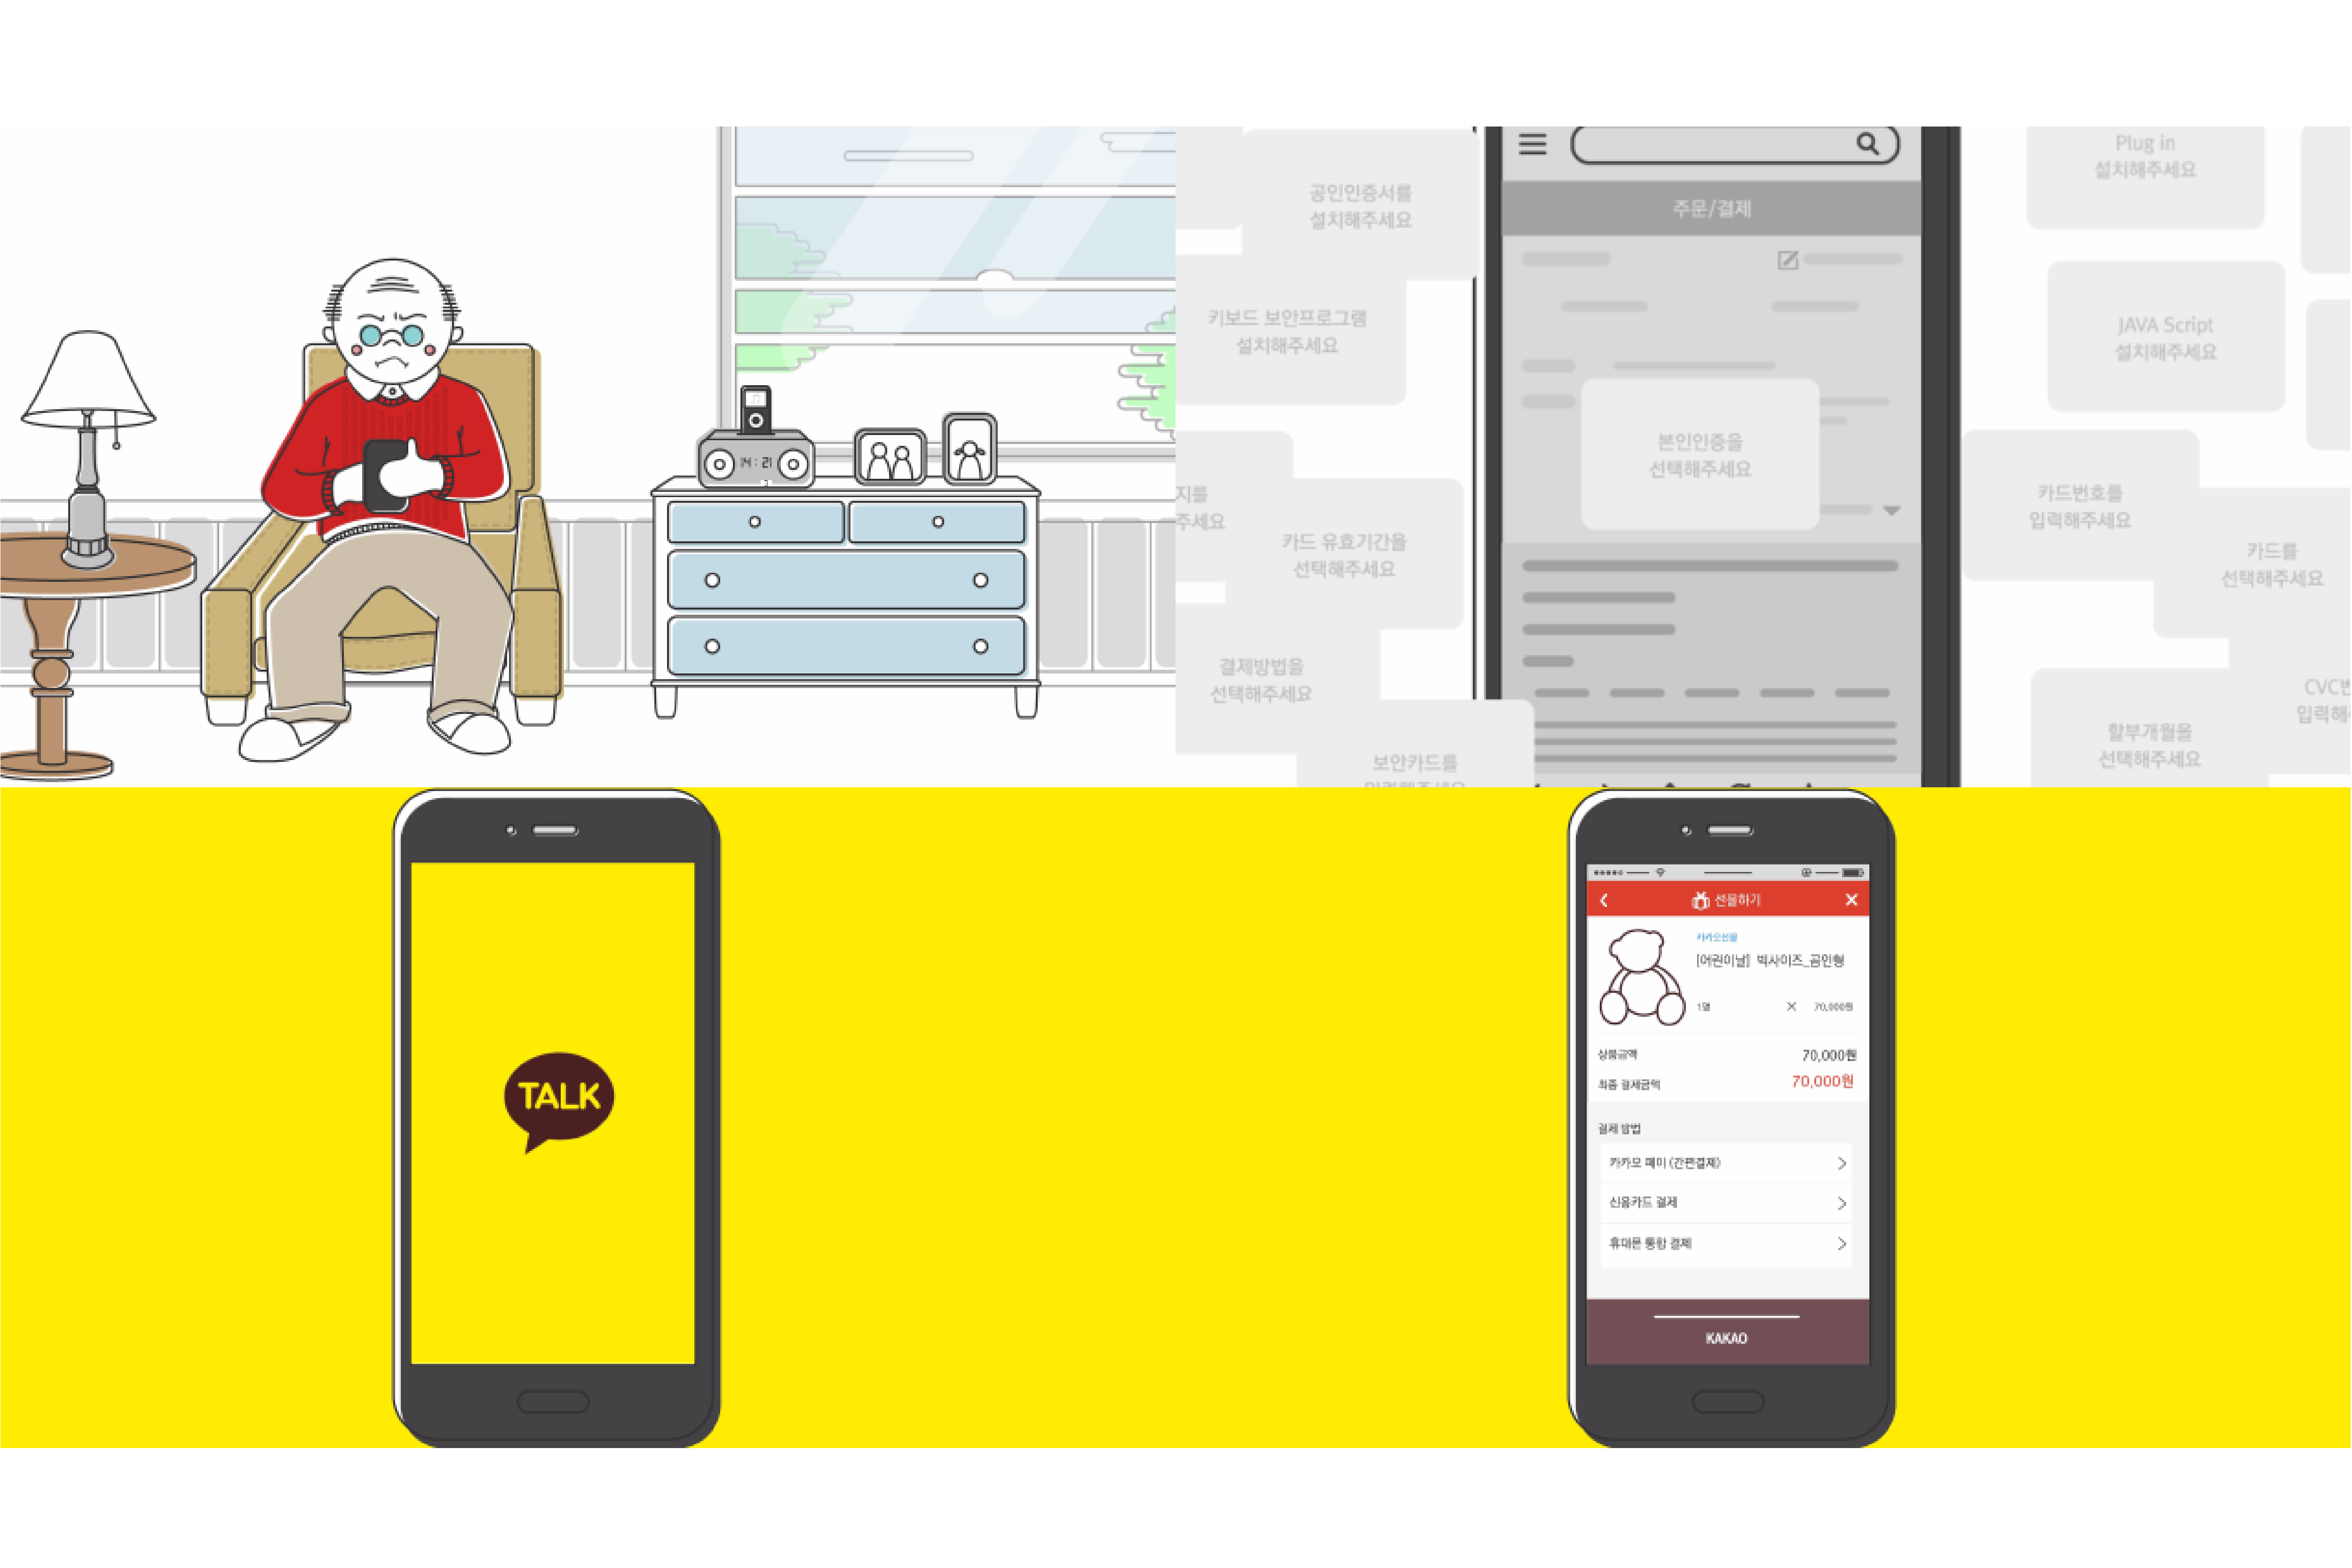 14:21
공인인증서를
설치해주세요
키보드 보안프로그램
설치해주세요
지를
주세요
카드 유효기간을
선택해주세요
결제방법을
선택해주세요
보안카드를
주문/결제
본인인증을
선택해주세요
Plug in
설치해주세요
JAVA Script
설치해주세요
카드번호를
입력해주세요
카드를
선택해주세요
CVC번
입력해
할부개월을
선택해주세요
TALK
선물하기
[어린이날] 빅사이즈_곰인형
1명 × 70,000원
상품금액 70,000원
최종 결제금액 70,000원
결제 방법
카카오 페이 (간편결제)
신용카드 결제
휴대폰 통합 결제
KAKAO